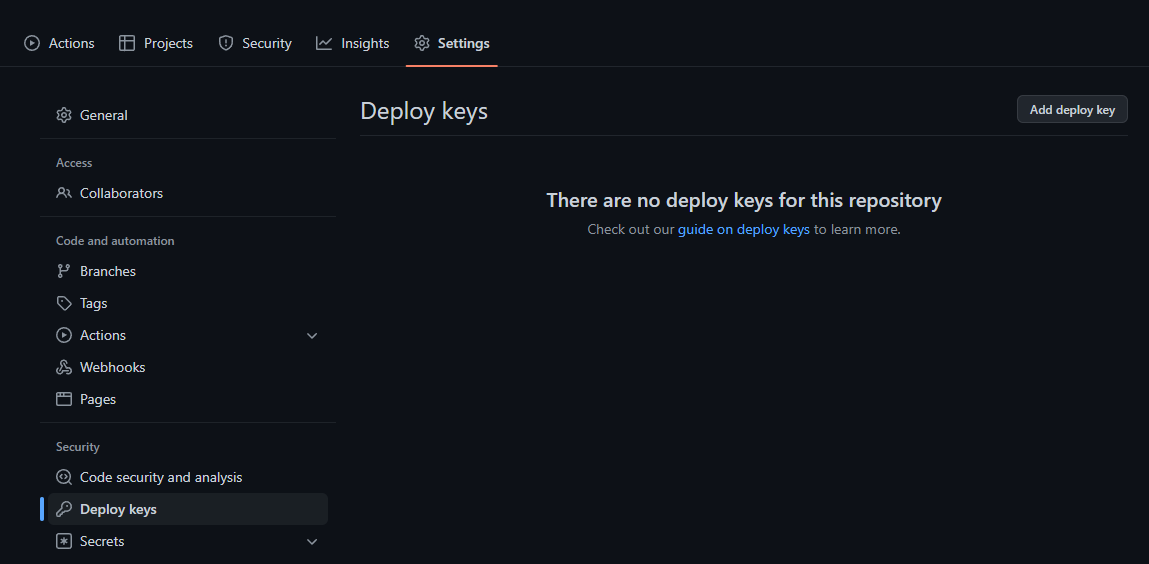 Actions Projects Security Insights Settings
General
Access
Collaborators
Code and automation
Branches
Tags
Actions
Webhooks
Pages
Security
Code security and analysis
Deploy keys
Secrets
Deploy keys
Add deploy key
There are no deploy keys for this repository
Check out our guide on deploy keys to learn more.